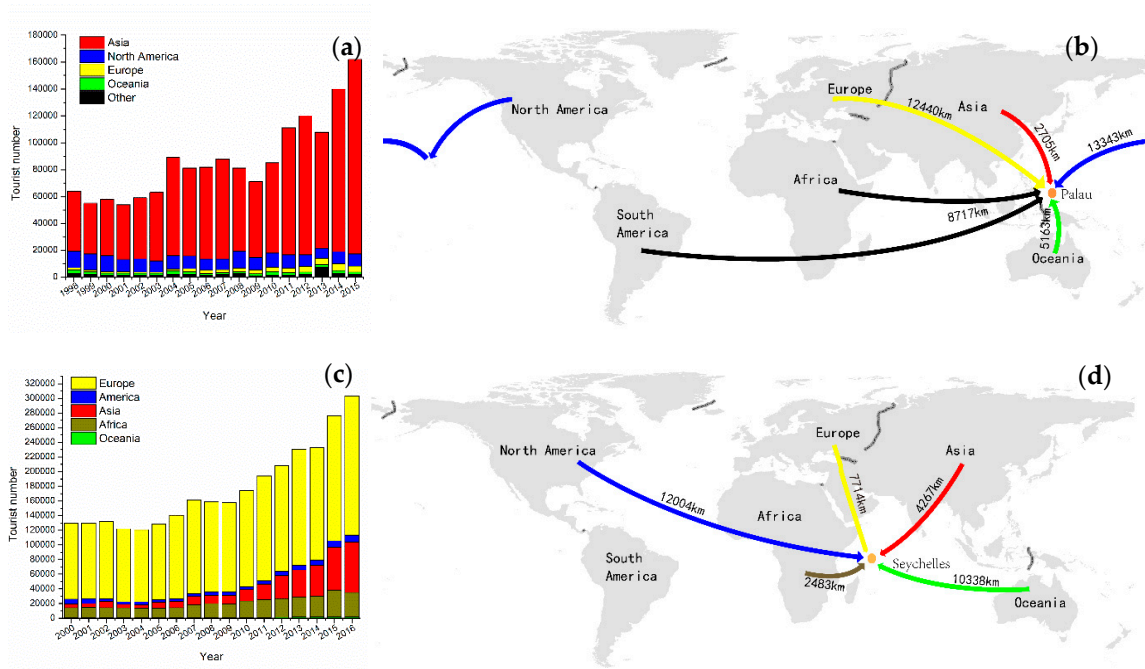 (a)
Asia
North America
Europe
Oceania
Other
180000
160000
140000
120000
100000
80000
60000
40000
20000
0
Tourist number
1998 1999 2000 2001 2002 2003 2004 2005 2006 2007 2008 2009 2010 2011 2012 2013 2014 2015
Year
(b)
North America
Europe
12440km
Asia
2705km
13343km
Africa
Palau
8717km
South
America
5163km
Oceania
(c)
Europe
America
Asia
Africa
Oceania
320000
300000
280000
260000
240000
220000
200000
180000
160000
140000
120000
100000
80000
60000
40000
20000
0
Tourist number
2000 2001 2002 2003 2004 2005 2006 2007 2008 2009 2010 2011 2012 2013 2014 2015 2016
Year
(d)
North America
Europe
Asia
7714km
4267km
12004km
Africa
South
America
Seychelles
2483km
10338km
Oceania